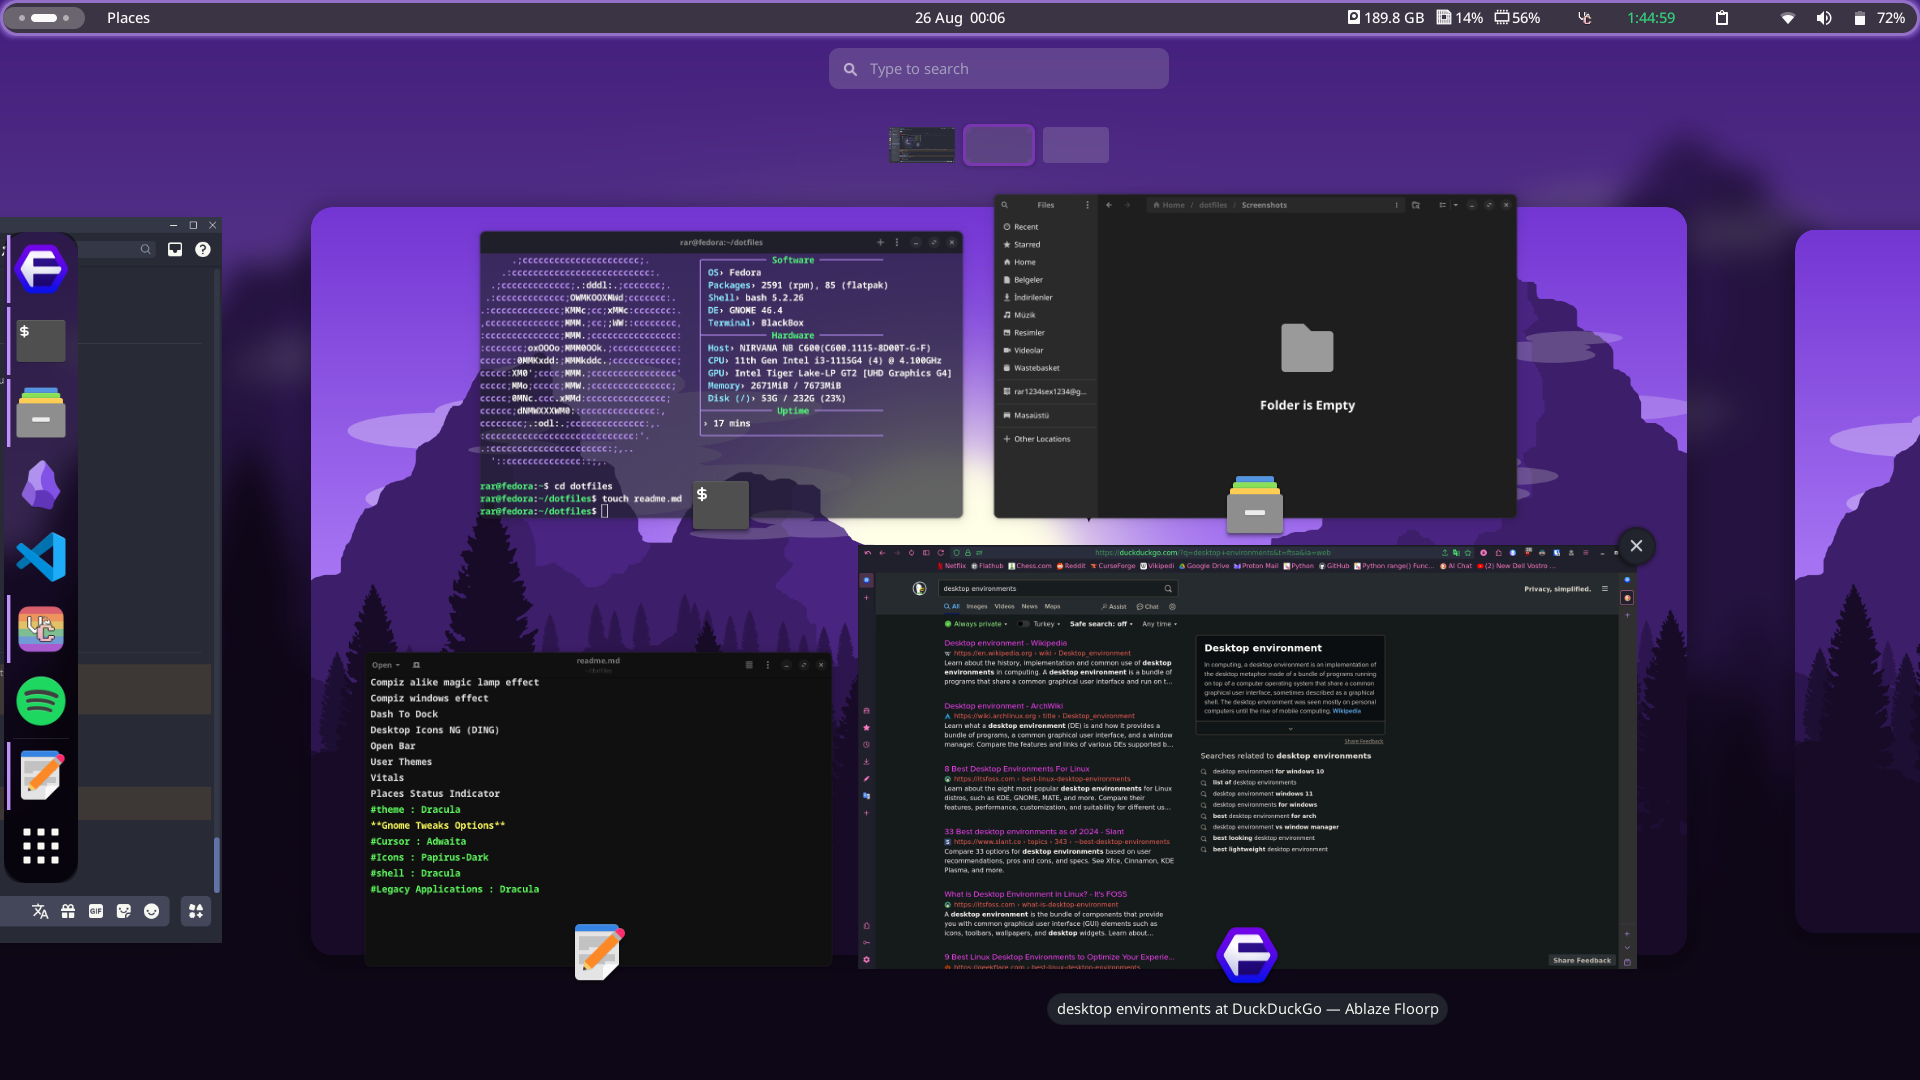 Places
26 Aug 00:06
189.8 GB 14% 56% 1:44:59 72%
Type to search
rar@fedora:~/dotfiles
Software
OS› Fedora
Packages› 2591 (rpm), 85 (flatpak)
Shell› bash 5.2.26
DE› GNOME 46.4
Terminal› BlackBox
Hardware
Host› NIRVANA NB C600(C600.1115-8D00T-G-F)
CPU› 11th Gen Intel i3-1115G4 (4) @ 4.100GHz
GPU› Intel Tiger Lake-LP GT2 [UHD Graphics G4]
Memory› 2671MiB / 7673MiB
Disk (/)› 53G / 232G (23%)
Uptime
› 17 mins
rar@fedora:~$ cd dotfiles
rar@fedora:~/dotfiles$ touch readme.md
rar@fedora:~/dotfiles$
$
Files
Home / dotfiles / Screenshots
Recent
Starred
Home
Belgeler
İndirilenler
Müzik
Resimler
Videolar
Wastebasket
rar1234sex1234@g...
Masaüstü
Other Locations
Folder is Empty
Open
readme.md
Compiz alike magic lamp effect
Compiz windows effect
Dash To Dock
Desktop Icons NG (DING)
Open Bar
User Themes
Vitals
Places Status Indicator
#theme : Dracula
**Gnome Tweaks Options**
#Cursor : Adwaita
#Icons : Papirus-Dark
#shell : Dracula
#Legacy Applications : Dracula
https://duckduckgo.com/?q=desktop+environments&t=ftsa&ia=web
Netflix Flathub Chess.com Reddit CurseForge Vikipedi Google Drive Proton Mail Python GitHub Python range() Func... AI Chat (2) New Dell Vostro ...
desktop environments
Privacy, simplified.
All Images Videos News Maps Assist Chat
Always private Turkey Safe search: off Any time
Desktop environment - Wikipedia
https://en.wikipedia.org › wiki › Desktop_environment
Learn about the history, implementation and common use of desktop
environments in computing. A desktop environment is a bundle of
programs that share a common graphical user interface and run on t...
Desktop environment - ArchWiki
https://wiki.archlinux.org › title › Desktop_environment
Learn what a desktop environment (DE) is and how it provides a
bundle of programs, a common graphical user interface, and a window
manager. Compare the features and links of various DEs supported b...
8 Best Desktop Environments For Linux
https://itsfoss.com › best-linux-desktop-environments
Learn about the eight most popular desktop environments for Linux
distros, such as KDE, GNOME, MATE, and more. Compare their
features, performance, customization, and suitability for different us...
33 Best desktop environments as of 2024 - Slant
https://www.slant.co › topics › 343 › ~best-desktop-environments
Compare 33 options for desktop environments based on user
recommendations, pros and cons, and specs. See Xfce, Cinnamon, KDE
Plasma, and more.
What is Desktop Environment in Linux? - It's FOSS
https://itsfoss.com › what-is-desktop-environment
A desktop environment is the bundle of components that provide
you with common graphical user interface (GUI) elements such as
icons, toolbars, wallpapers, and desktop widgets. Learn about...
9 Best Linux Desktop Environments to Optimize Your Experie...
https://geekflare.com › best-linux-desktop-environments
Desktop environment
In computing, a desktop environment is an implementation of
the desktop metaphor made of a bundle of programs running
on top of a computer operating system that share a common
graphical user interface, sometimes described as a graphical
shell. The desktop environment was seen mostly on personal
computers until the rise of mobile computing. Wikipedia
Share Feedback
Searches related to desktop environments
desktop environment for windows 10
list of desktop environments
desktop environment windows 11
desktop environments for windows
best desktop environment for arch
desktop environment vs window manager
best looking desktop environment
best lightweight desktop environment
Share Feedback
$
GIF
desktop environments at DuckDuckGo — Ablaze Floorp